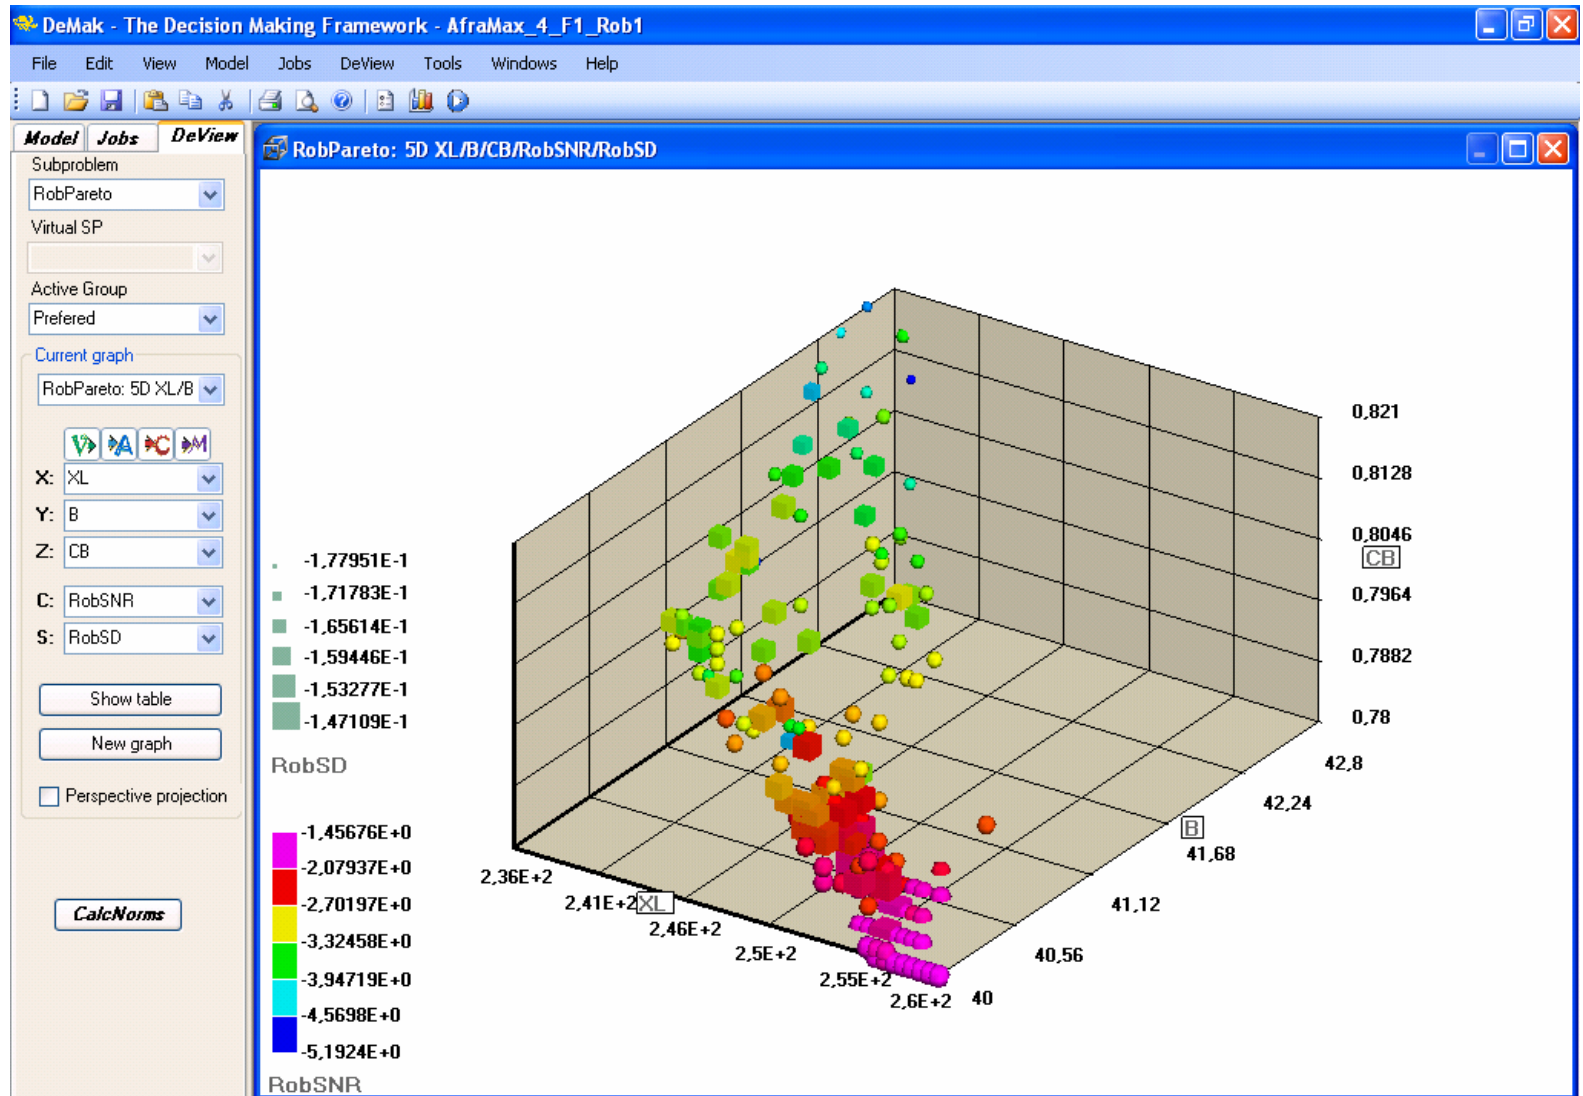 DeMak - The Decision Making Framework - AfraMax_4_F1_Rob1
File Edit View Model Jobs DeView Tools Windows Help
Model Jobs DeView
Subproblem
RobPareto
Virtual SP
Active Group
Prefered
Current graph
RobPareto: 5D XL/B
V A C M
X: XL
Y: B
Z: CB
C: RobSNR
S: RobSD
Show table
New graph
Perspective projection
CalcNorms
RobPareto: 5D XL/B/CB/RobSNR/RobSD
-1,77951E-1
-1,71783E-1
-1,65614E-1
-1,59446E-1
-1,53277E-1
-1,47109E-1
RobSD
-1,45676E+0
-2,07937E+0
-2,70197E+0
-3,32458E+0
-3,94719E+0
-4,5698E+0
-5,1924E+0
RobSNR
0,821
0,8128
0,8046
CB
0,7964
0,7882
0,78
42,8
42,24
B
41,68
41,12
40,56
40
2,36E+2
2,41E+2
XL
2,46E+2
2,5E+2
2,55E+2
2,6E+2